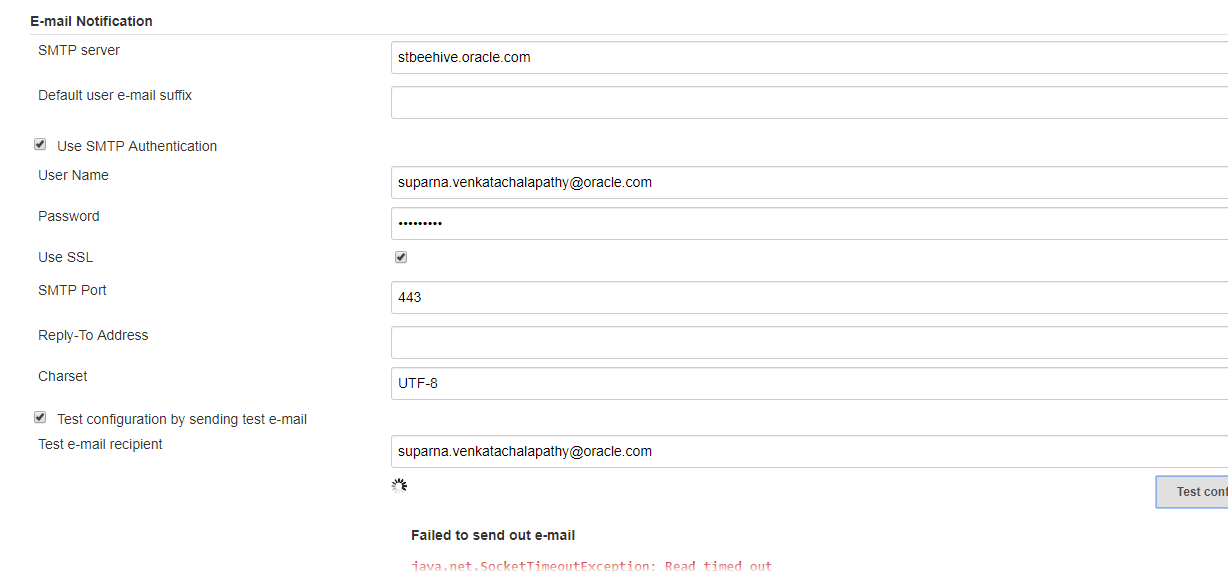 E-mail Notification
SMTP server
stbeehive.oracle.com
Default user e-mail suffix
Use SMTP Authentication
User Name
suparna.venkatachalapathy@oracle.com
Password
•••••••••
Use SSL
SMTP Port
443
Reply-To Address
Charset
UTF-8
Test configuration by sending test e-mail
Test e-mail recipient
suparna.venkatachalapathy@oracle.com
Test conf
Failed to send out e-mail
java.net.SocketTimeoutException: Read timed out